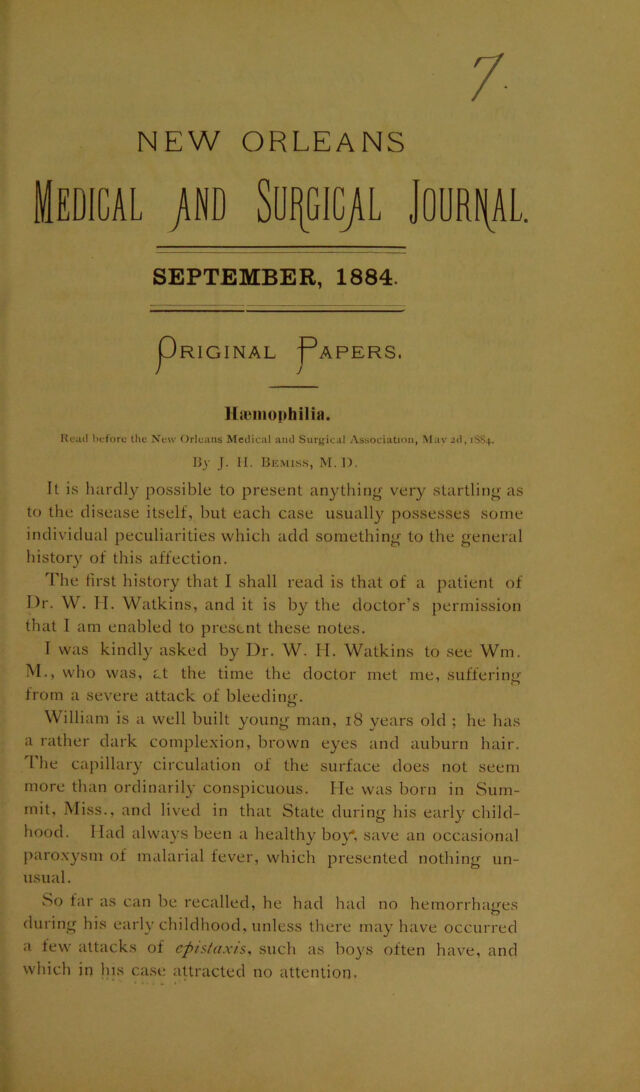 7.
NEW ORLEANS
MEDICAL AND SURGICAL JOURNAL.
SEPTEMBER, 1884.
ORIGINAL PAPERS.
Hæmophilia.
Read before the New Orleans Medical and Surgical Association, May 2d, 1884.
By J. H. BEMISS, M. D.
It is hardly possible to present anything very startling as
to the disease itself, but each case usually possesses some
individual peculiarities which add something to the general
history of this affection.
The first history that I shall read is that of a patient of
Dr. W. H. Watkins, and it is by the doctor's permission
that I am enabled to present these notes.
I was kindly asked by Dr. W. H. Watkins to see Wm.
M., who was, at the time the doctor met me, suffering
from a severe attack of bleeding.
William is a well built young man, 18 years old ; he has
a rather dark complexion, brown eyes and auburn hair.
The capillary circulation of the surface does not seem
more than ordinarily conspicuous. He was born in Sum-
mit, Miss., and lived in that State during his early child-
hood. Had always been a healthy boy, save an occasional
paroxysm of malarial fever, which presented nothing un-
usual.
So far as can be recalled, he had had no hemorrhages
during his early childhood, unless there may have occurred
a few attacks of epistaxis, such as boys often have, and
which in his case attracted no attention.